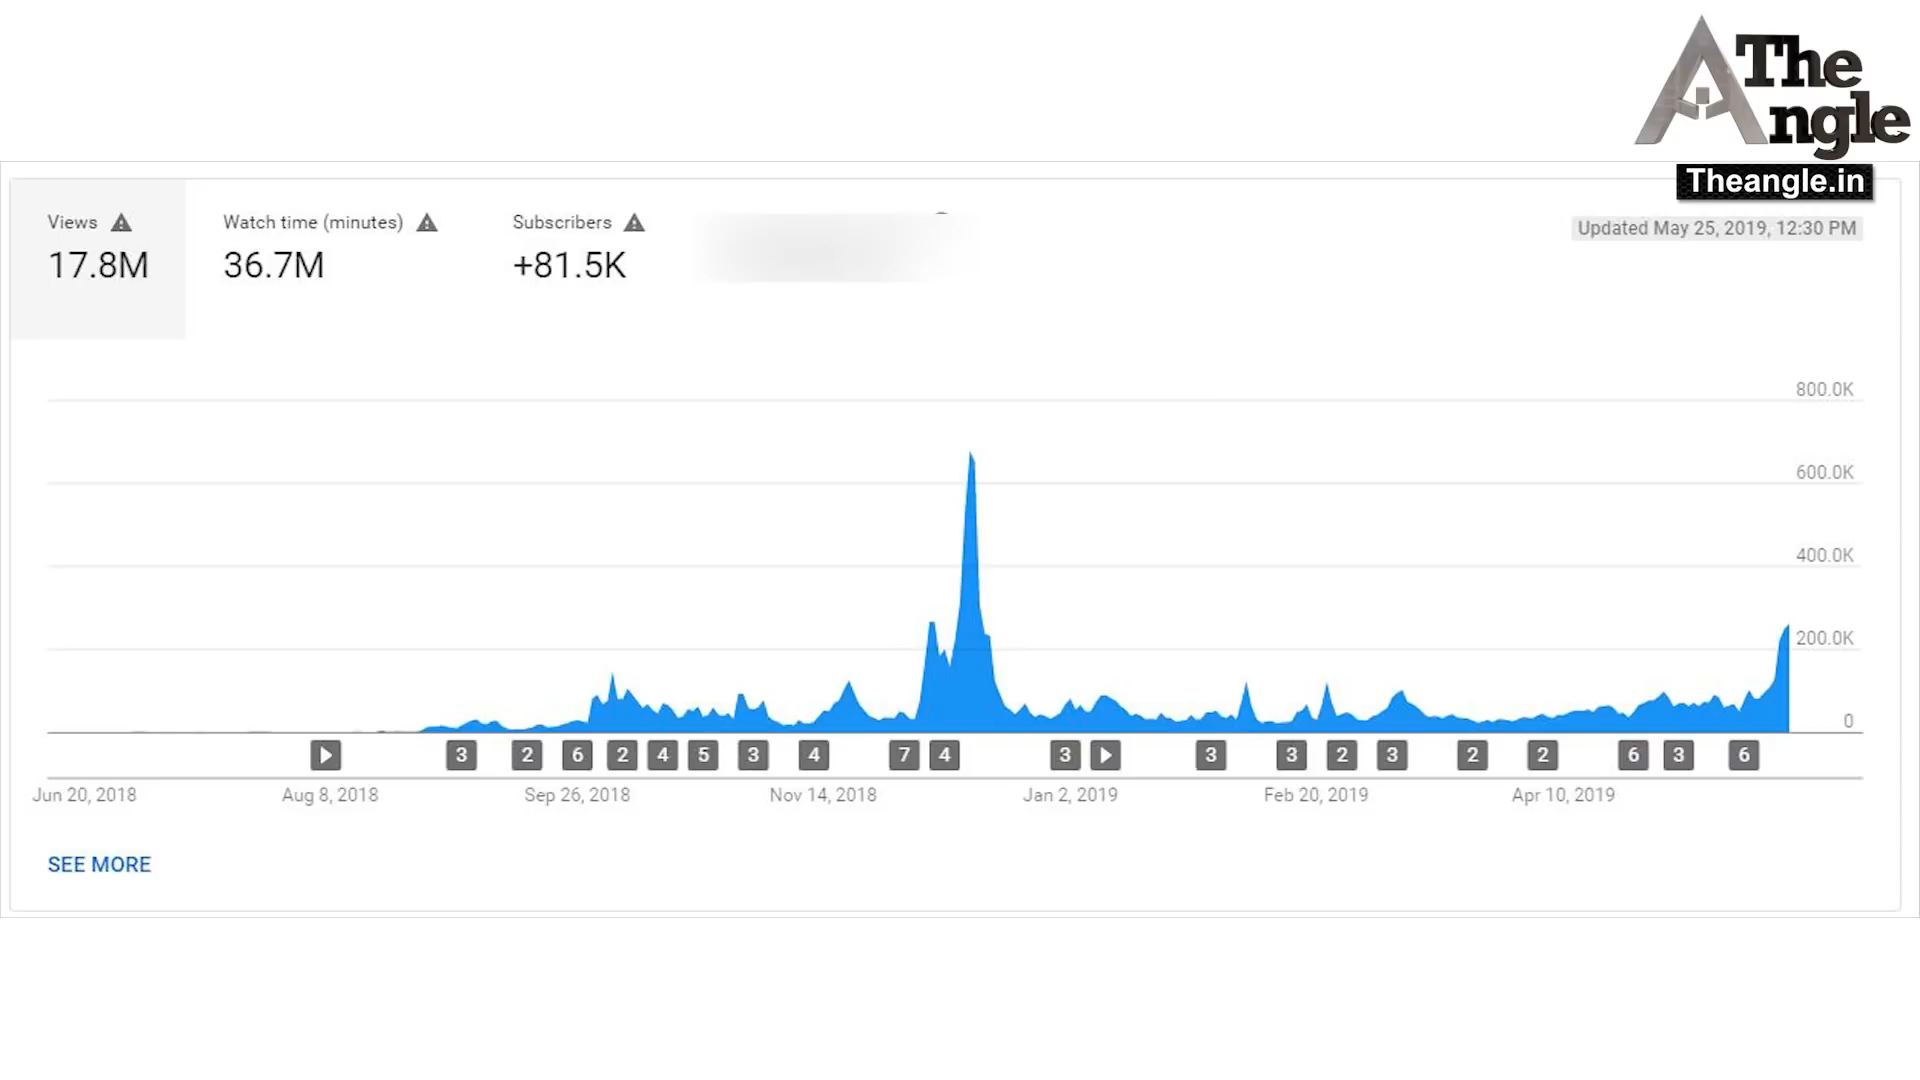 The
Angle
Theangle.in
Views
17.8M
Watch time (minutes)
36.7M
Subscribers
+81.5K
Updated May 25, 2019, 12:30 PM
800.0K
600.0K
400.0K
200.0K
0
3 2 6 2 4 5 3 4 7 4 3 3 3 2 3 2 2 6 3 6
Jun 20, 2018 Aug 8, 2018 Sep 26, 2018 Nov 14, 2018 Jan 2, 2019 Feb 20, 2019 Apr 10, 2019
SEE MORE